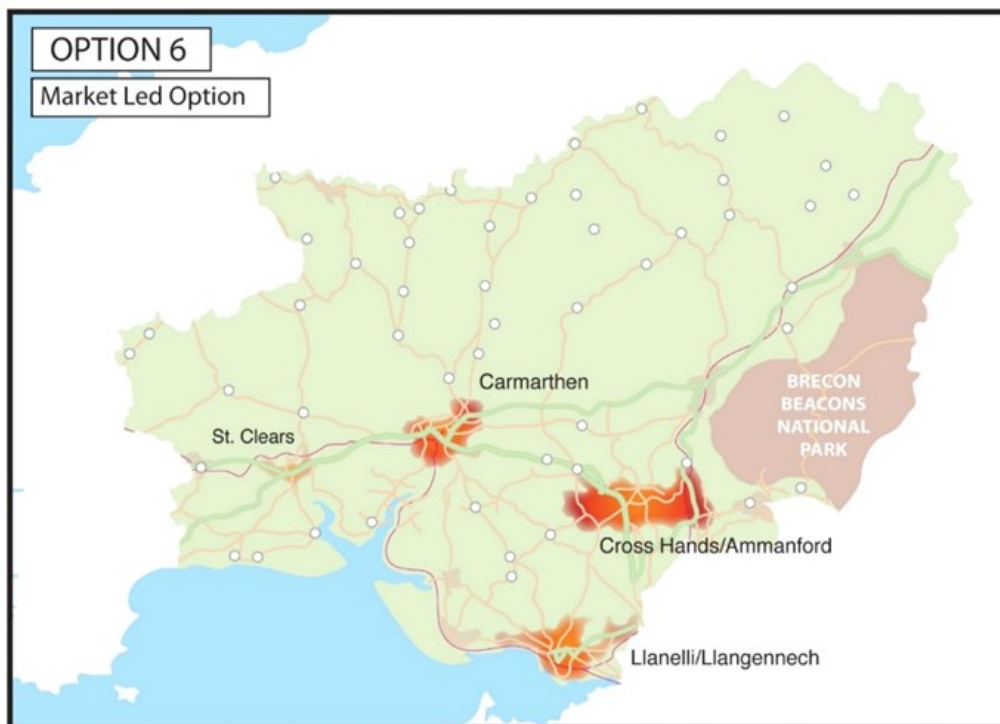 OPTION 6
Market Led Option
Carmarthen
St. Clears
BRECON
BEACONS
NATIONAL
PARK
Cross Hands/Ammanford
Llanelli/Llangennech